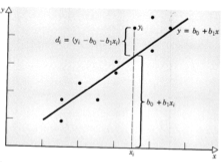 y
y_i
d_i = (y_i - b_0 - b_1x_i)
y = b_0 + b_1x
b_0 + b_1x_i
x_i
x